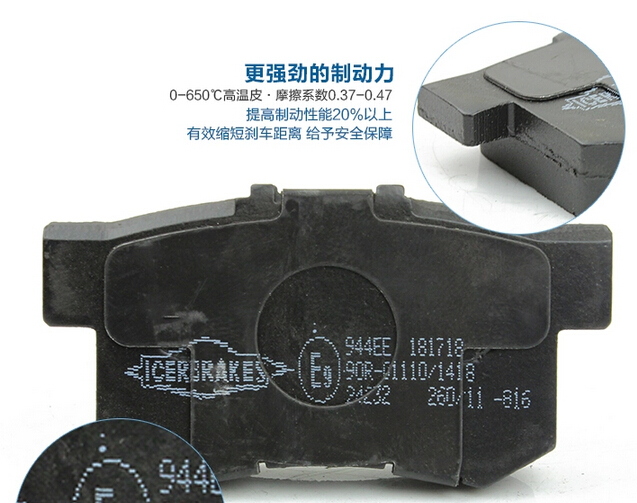 更强劲的制动力
0-650℃高温皮·摩擦系数0.37-0.47
提高制动性能20%以上
有效缩短刹车距离 给予安全保障
ICERBRAKES
E9
944EE 181718
90R-01110/1418
24232 260/11 -816
944E
E